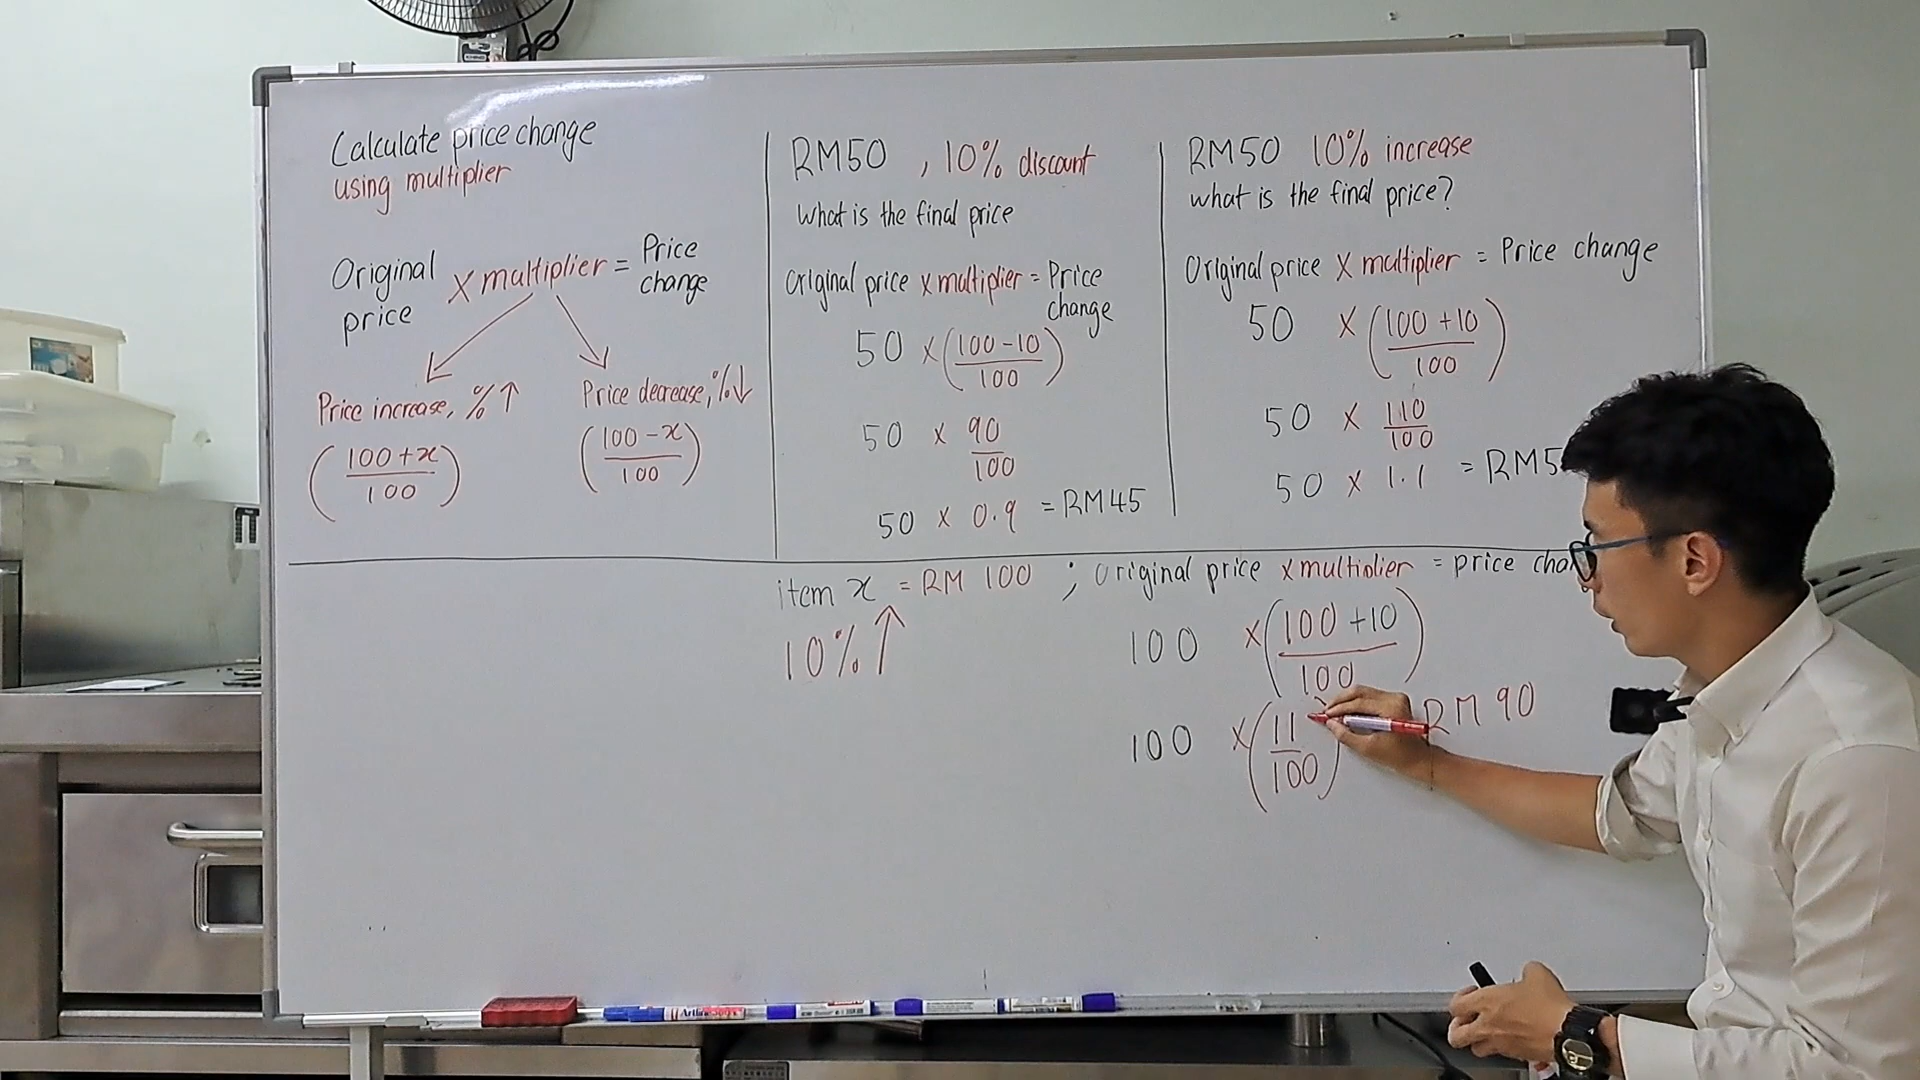 Calculate price change
using multiplier
Original price × multiplier = Price change
Price increase, %↑
(100+x / 100)
Price decrease, %↓
(100-x / 100)
RM50 , 10% discount
What is the final price
Original price × multiplier = Price change
50 × (100-10 / 100)
50 × 90 / 100
50 × 0.9 = RM45
RM50 10% increase
what is the final price?
Original price × multiplier = Price change
50 × (100+10 / 100)
50 × 110 / 100
50 × 1.1 = RM5
item x = RM 100 ; original price × multiplier = price
10%↑
100 × (100+10 / 100)
100 × (11 / 100) RM 90
Artline